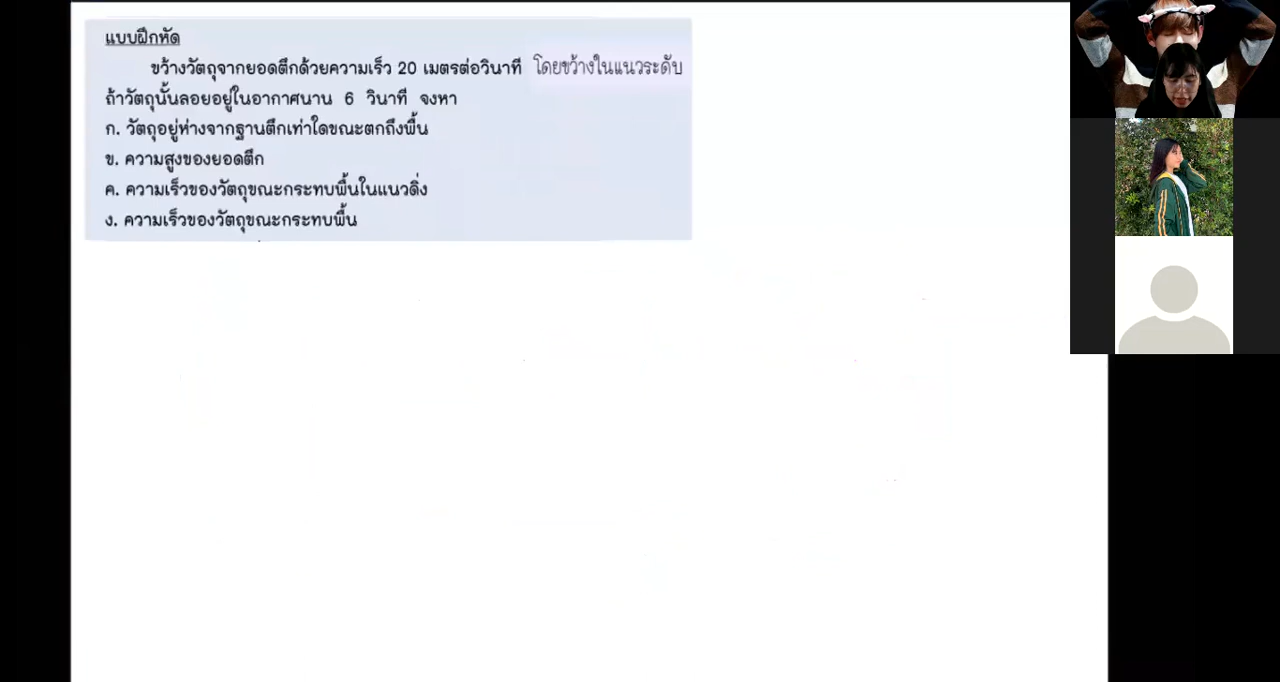 แบบฝึกหัด
ขว้างวัตถุจากยอดตึกด้วยความเร็ว 20 เมตรต่อวินาที โดยขว้างในแนวระดับ
ถ้าวัตถุนั้นลอยอยู่ในอากาศนาน 6 วินาที จงหา
ก. วัตถุอยู่ห่างจากฐานตึกเท่าใดขณะตกถึงพื้น
ข. ความสูงของยอดตึก
ค. ความเร็วของวัตถุขณะกระทบพื้นในแนวดิ่ง
ง. ความเร็วของวัตถุขณะกระทบพื้น